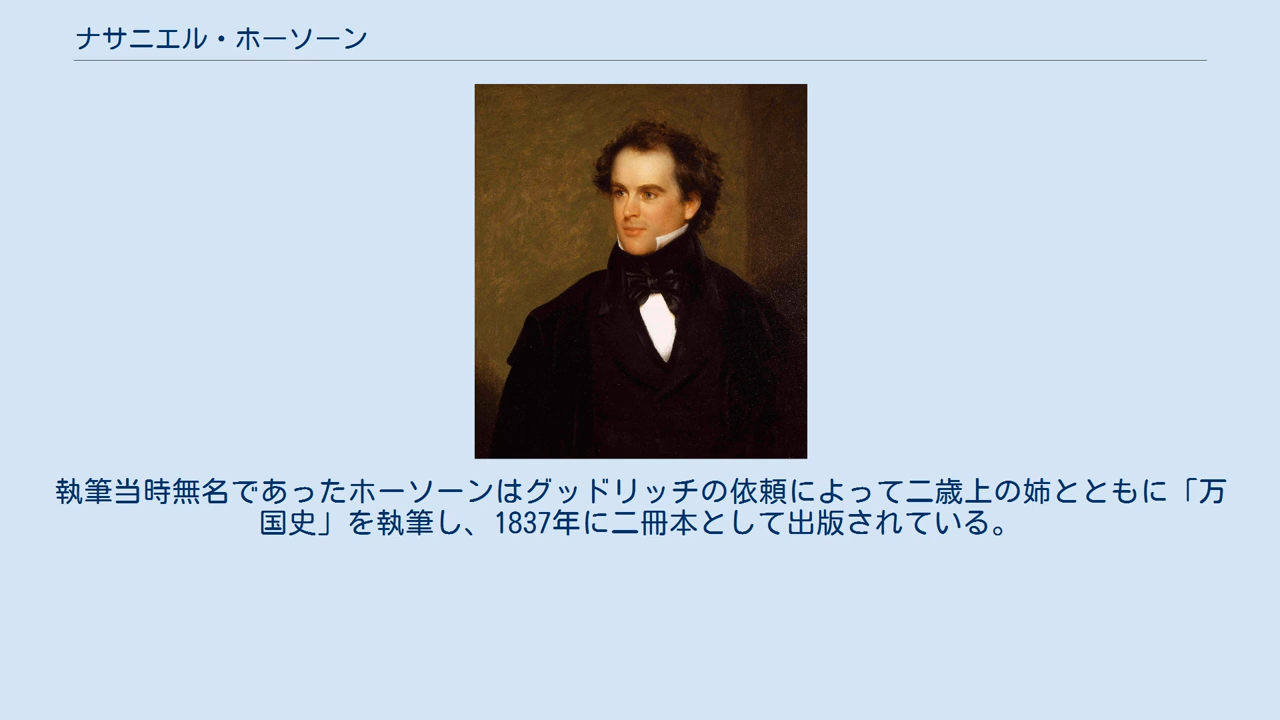 ナサニエル・ホーソーン
執筆当時無名であったホーソーンはグッドリッチの依頼によって二歳上の姉とともに「万
国史」を執筆し、1837年に二冊本として出版されている。